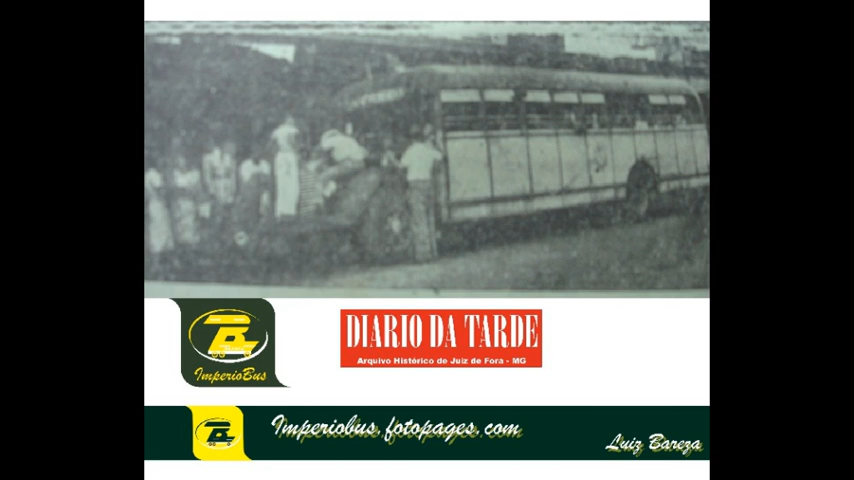 ImperioBus
DIARIO DA TARDE
Arquivo Histórico de Juiz de Fora - MG
Imperiobus.fotopages.com
Luiz Bareza